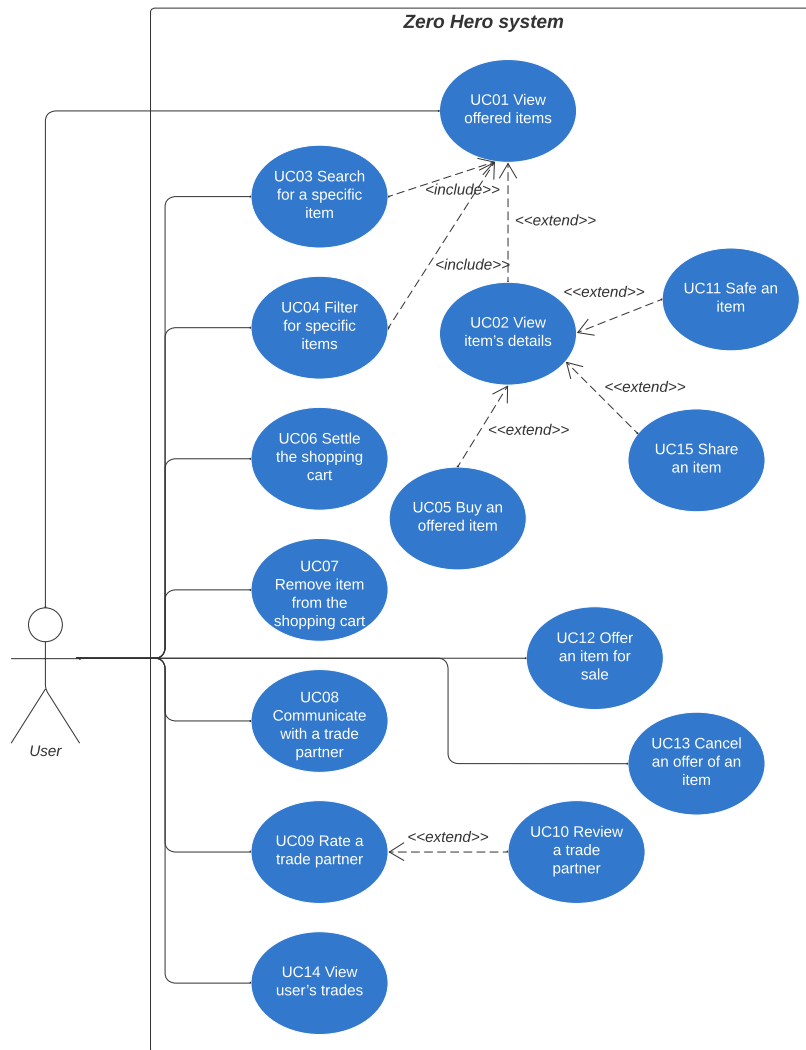 Zero Hero system
UC01 View
offered items
UC03 Search
for a specific
item
<include>>
<<extend>>
<include>>
UC04 Filter
for specific
items
UC02 View
item's details
<<extend>>
UC11 Safe an
item
<<extend>>
<<extend>>
UC06 Settle
the shopping
cart
UC15 Share
an item
UC05 Buy an
offered item
UC07
Remove item
from the
shopping cart
UC12 Offer
an item for
sale
User
UC08
Communicate
with a trade
partner
UC13 Cancel
an offer of an
item
UC09 Rate a
trade partner
<<extend>>
UC10 Review
a trade
partner
UC14 View
user's trades